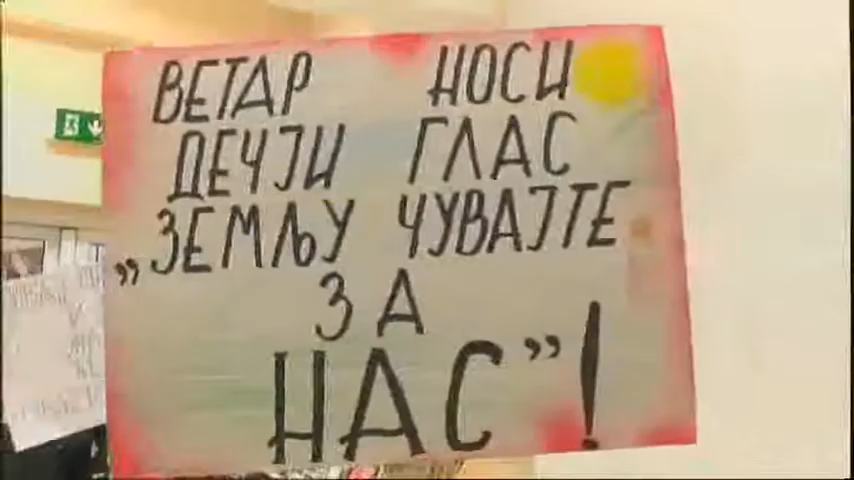 ВЕТАР НОСИ
ДЕЧЈИ ГЛАС
„ЗЕМЉУ ЧУВАЈТЕ
ЗА
НАС”!